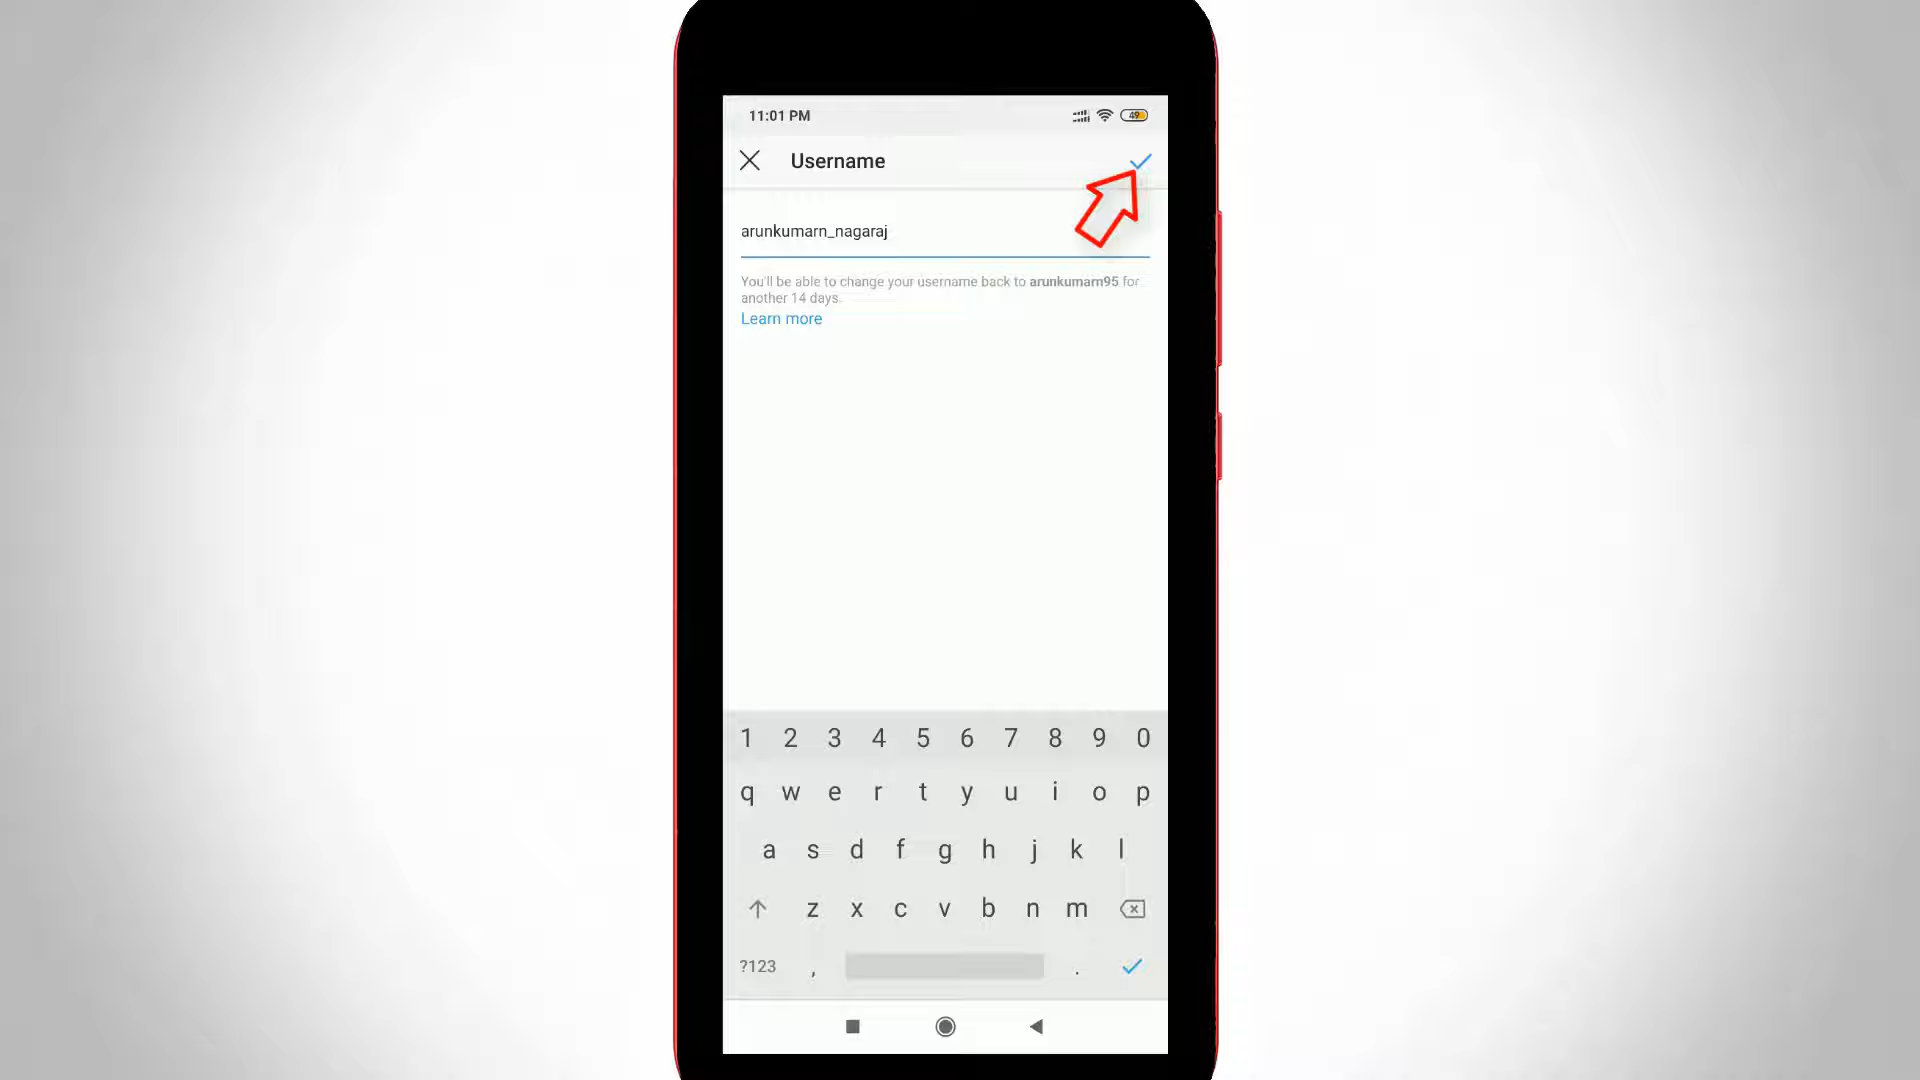 11:01 PM
49
Username
arunkumarn_nagaraj
You'll be able to change your username back to arunkumarn95 for
another 14 days.
Learn more
1 2 3 4 5 6 7 8 9 0
q w e r t y u i o p
a s d f g h j k l
z x c v b n m
?123 , .